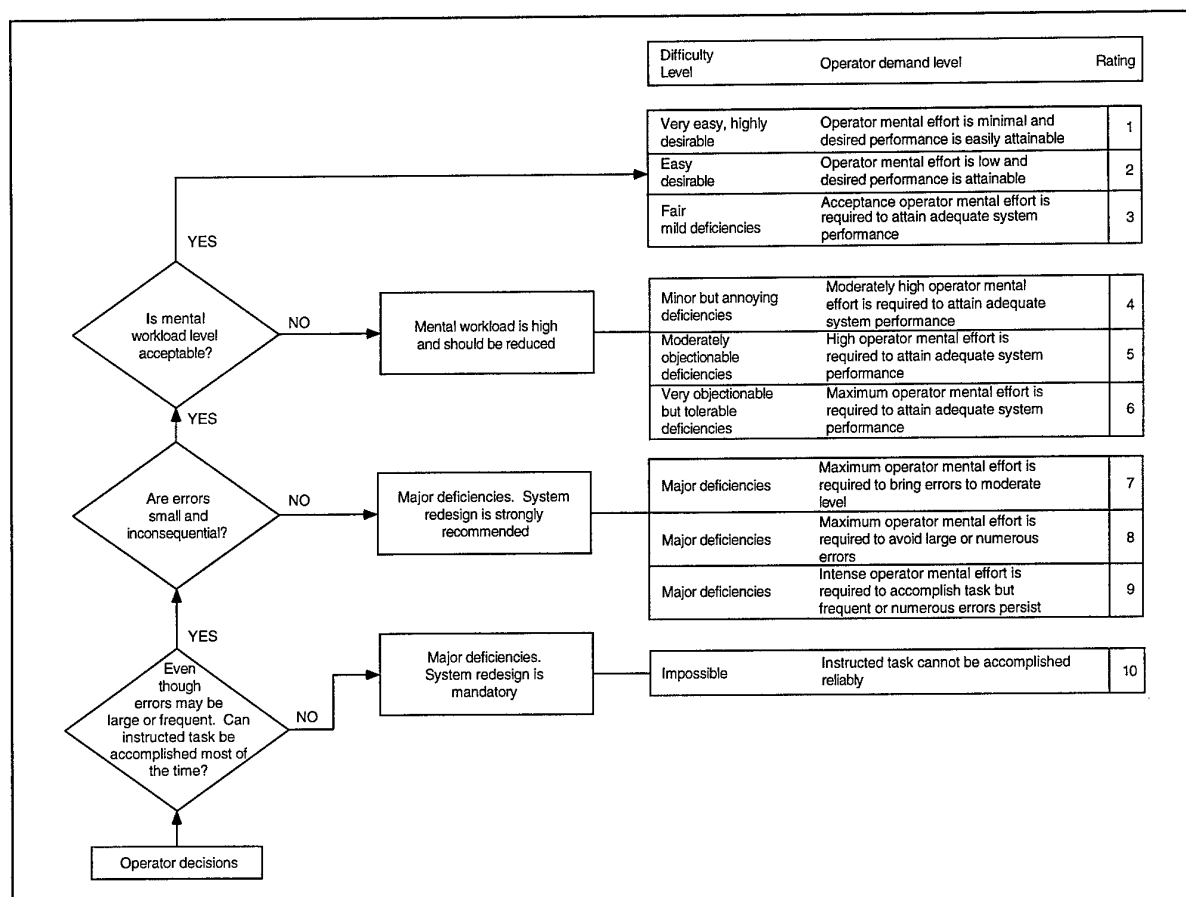 Difficulty
Level
Operator demand level
Rating
Very easy, highly
desirable
Operator mental effort is minimal and
desired performance is easily attainable
1
Easy
desirable
Operator mental effort is low and
desired performance is attainable
2
Fair
mild deficiencies
Acceptance operator mental effort is
required to attain adequate system
performance
3
YES
Is mental
workload level
acceptable?
NO
Mental workload is high
and should be reduced
Minor but annoying
deficiencies
Moderately high operator mental
effort is required to attain adequate
system performance
4
Moderately
objectionable
deficiencies
High operator mental effort is
required to attain adequate system
performance
5
Very objectionable
but tolerable
deficiencies
Maximum operator mental effort is
required to attain adequate system
performance
6
YES
Are errors
small and
inconsequential?
NO
Major deficiencies. System
redesign is strongly
recommended
Major deficiencies
Maximum operator mental effort is
required to bring errors to moderate
level
7
Major deficiencies
Maximum operator mental effort is
required to avoid large or numerous
errors
8
Major deficiencies
Intense operator mental effort is
required to accomplish task but
frequent or numerous errors persist
9
YES
Even
though
errors may be
large or frequent. Can
instructed task be
accomplished most of
the time?
NO
Major deficiencies.
System redesign is
mandatory
Impossible
Instructed task cannot be accomplished
reliably
10
Operator decisions